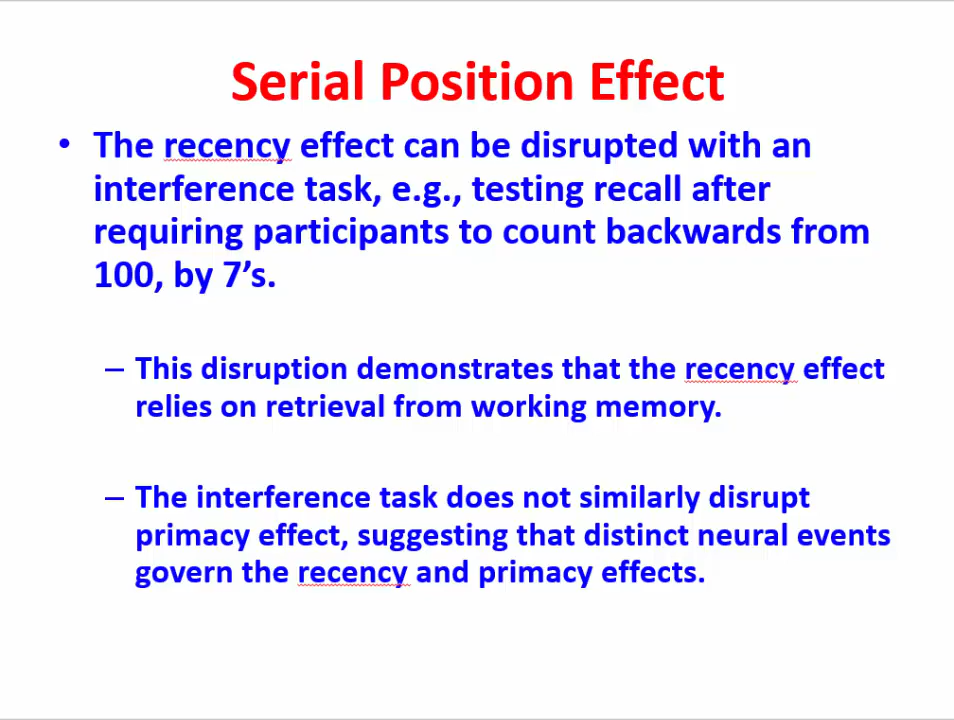 Serial Position Effect
• The recency effect can be disrupted with an
interference task, e.g., testing recall after
requiring participants to count backwards from
100, by 7’s.
– This disruption demonstrates that the recency effect
relies on retrieval from working memory.
– The interference task does not similarly disrupt
primacy effect, suggesting that distinct neural events
govern the recency and primacy effects.